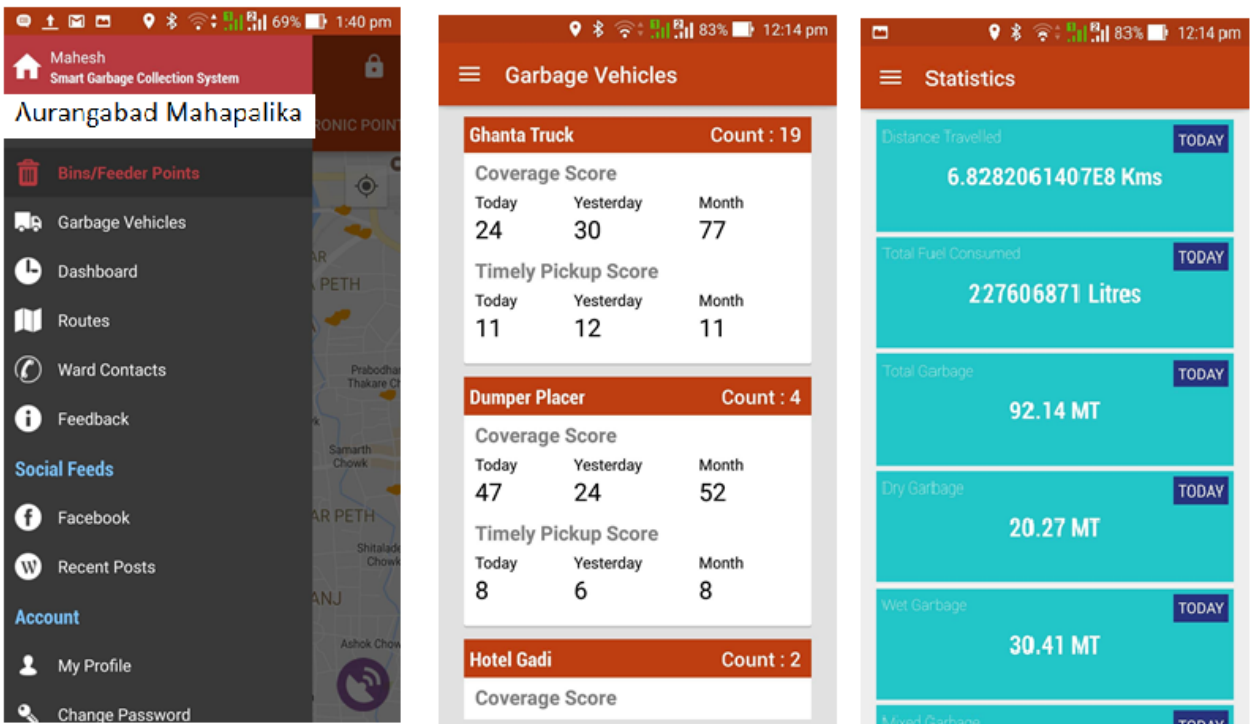 69% 1:40 pm
Mahesh
Smart Garbage Collection System
Aurangabad Mahapalika
RONIC POIN
Bins/Feeder Points
Garbage Vehicles
Dashboard
AR
PETH
Routes
Ward Contacts
Prabodha
Thakare Ch
Feedback
Samarth
Chowk
Social Feeds
Facebook
AR PETH
Shitalade
Chowk
Recent Posts
ANJ
Account
Ashok Chow
My Profile
Change Password
83% 12:14 pm
Garbage Vehicles
Ghanta Truck Count : 19
Coverage Score
Today Yesterday Month
24 30 77
Timely Pickup Score
Today Yesterday Month
11 12 11
Dumper Placer Count : 4
Coverage Score
Today Yesterday Month
47 24 52
Timely Pickup Score
Today Yesterday Month
8 6 8
Hotel Gadi Count : 2
Coverage Score
83% 12:14 pm
Statistics
Distance Travelled TODAY
6.8282061407E8 Kms
Total Fuel Consumed TODAY
227606871 Litres
Total Garbage TODAY
92.14 MT
Dry Garbage TODAY
20.27 MT
Wet Garbage TODAY
30.41 MT
Mixed Garbage TODAY